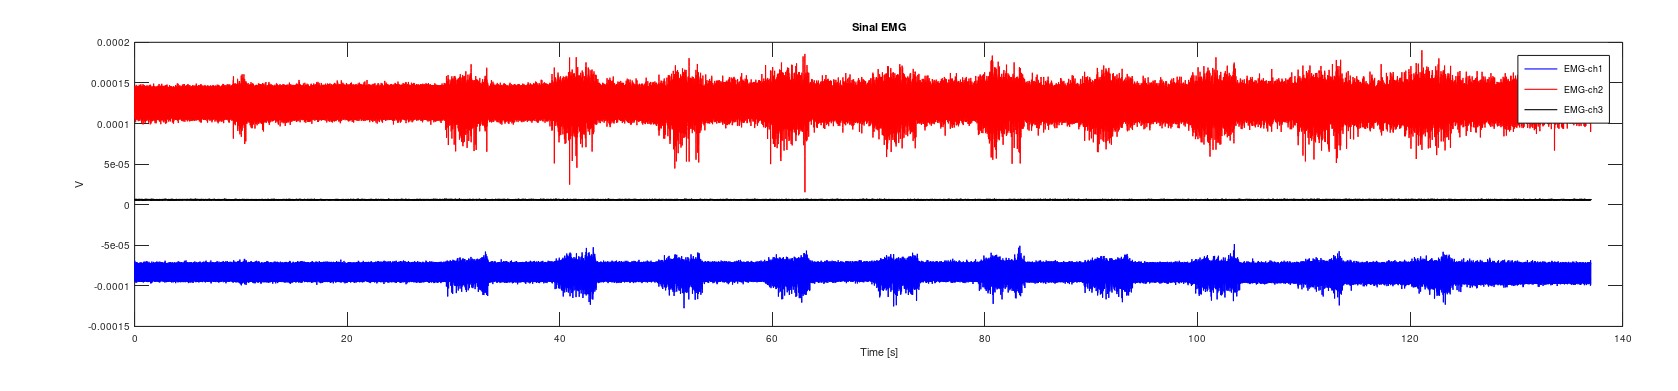 Sinal EMG
0.0002
0.00015
0.0001
5e-05
0
-5e-05
-0.0001
-0.00015
V
EMG-ch1
EMG-ch2
EMG-ch3
0 20 40 60 80 100 120 140
Time [s]